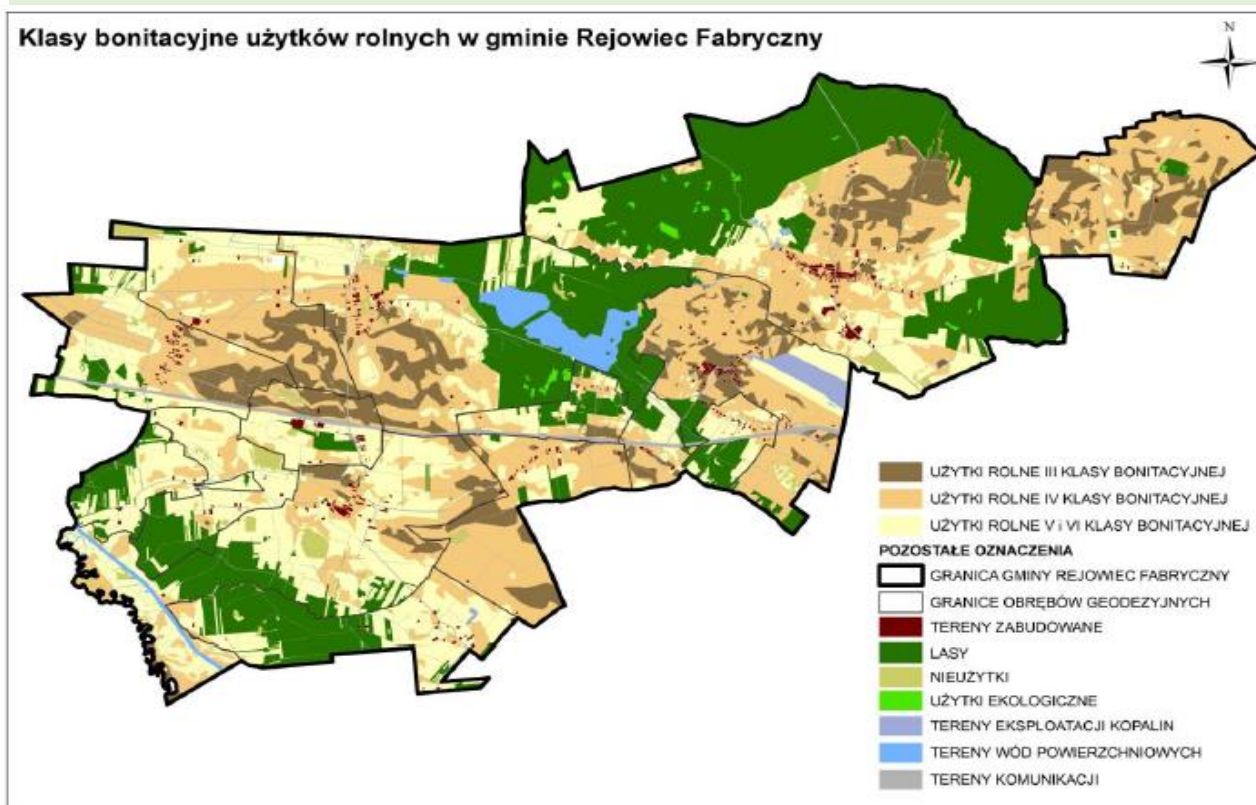 Klasy bonitacyjne użytków rolnych w gminie Rejowiec Fabryczny
N
UŻYTKI ROLNE III KLASY BONITACYJNEJ
UŻYTKI ROLNE IV KLASY BONITACYJNEJ
UŻYTKI ROLNE V i VI KLASY BONITACYJNEJ
POZOSTAŁE OZNACZENIA
GRANICA GMINY REJOWIEC FABRYCZNY
GRANICE OBRĘBÓW GEODEZYJNYCH
TERENY ZABUDOWANE
LASY
NIEUŻYTKI
UŻYTKI EKOLOGICZNE
TERENY EKSPLOATACJI KOPALIN
TERENY WÓD POWIERZCHNIOWYCH
TERENY KOMUNIKACJI